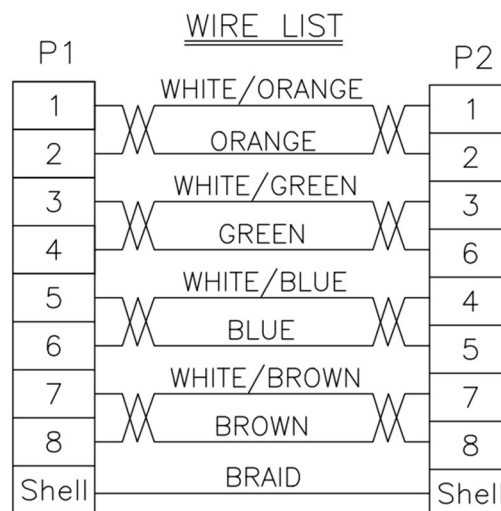 WIRE LIST
P1 P2
1 WHITE/ORANGE 1
2 ORANGE 2
3 WHITE/GREEN 3
4 GREEN 6
5 WHITE/BLUE 4
6 BLUE 5
7 WHITE/BROWN 7
8 BROWN 8
Shell BRAID Shell